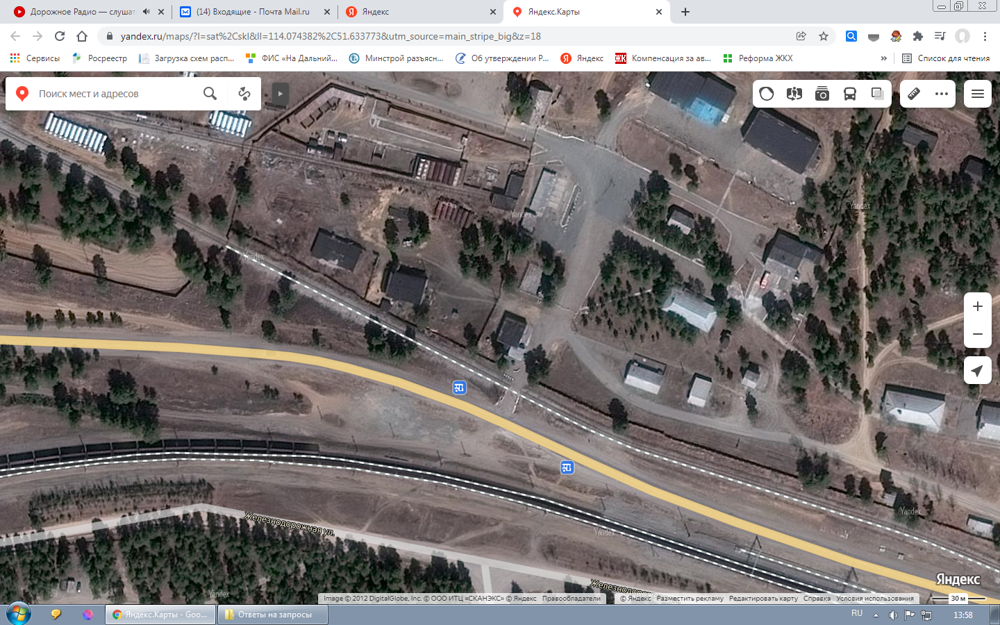 Дорожное Радио — слушат
(14) Входящие - Почта Mail.ru
Яндекс
Яндекс.Карты
yandex.ru/maps/?l=sat%2Cskl&ll=114.074382%2C51.633773&utm_source=main_stripe_big&z=18
Сервисы
Росреестр
Загрузка схем расп...
ФИС «На Дальний...
Минстрой разъясн...
Об утверждении Р...
Яндекс
ЖК
Компенсация за ав...
Реформа ЖКХ
»
Список для чтения
Поиск мест и адресов
Yandex
Yandex
Yandex
Yandex
Железнодорожная ул.
Yandex
Яндекс
Железнодорож
Yandex
Image © 2012 DigitalGlobe, Inc. © ООО ИТЦ «СКАНЭКС» © Яндекс Правообладатели
© Яндекс Разместить рекламу Редактировать карту Справка Условия использования
30 м
Яндекс.Карты - Goo...
Ответы на запросы
RU
13:58